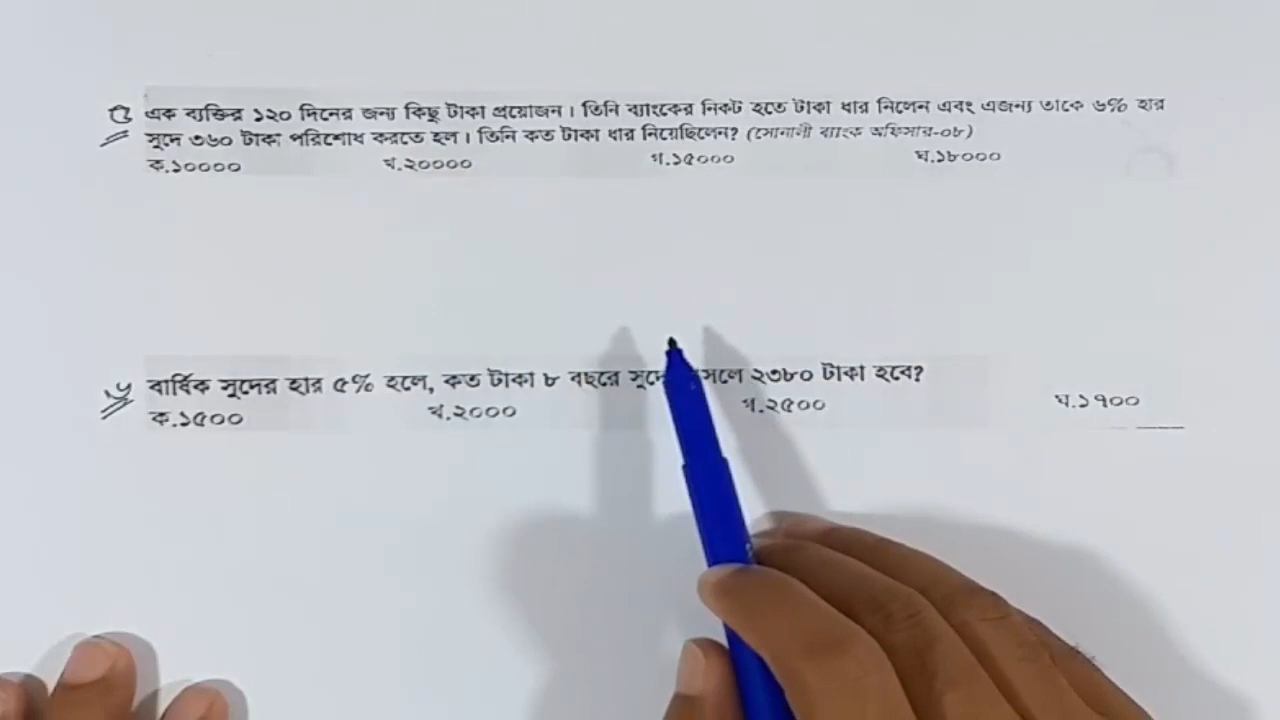 ৫ এক ব্যক্তির ১২০ দিনের জন্য কিছু টাকা প্রয়োজন। তিনি ব্যাংকের নিকট হতে টাকা ধার নিলেন এবং এজন্য তাকে ৬% হার
সুদে ৩৬০ টাকা পরিশোধ করতে হল। তিনি কত টাকা ধার নিয়েছিলেন? (সোনালী ব্যাংক অফিসার-০৮)
ক.১০০০০ খ.২০০০০ গ.১৫০০০ ঘ.১৮০০০
৬ বার্ষিক সুদের হার ৫% হলে, কত টাকা ৮ বছরে সুদে সলে ২৩৮০ টাকা হবে?
ক.১৫০০ খ.২০০০ গ.২৫০০ ঘ.১৭০০